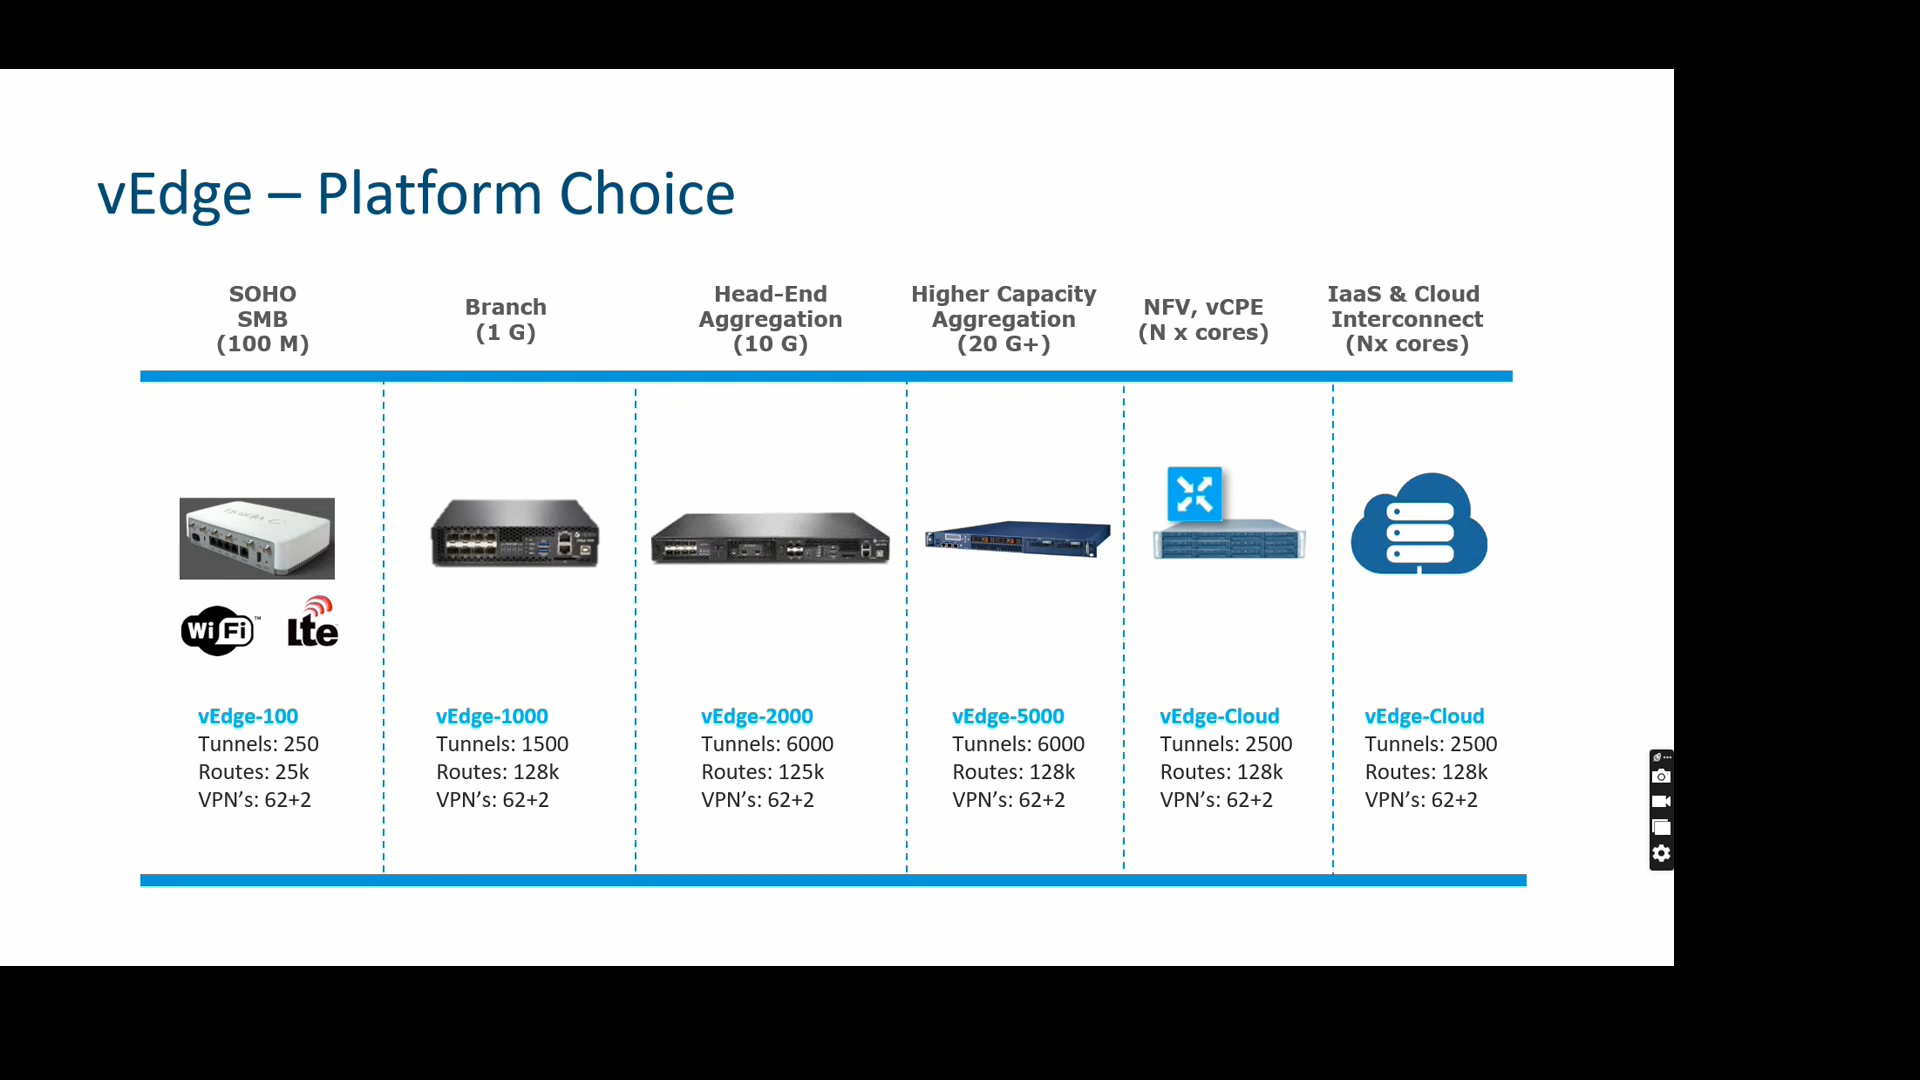 vEdge – Platform Choice
SOHO
SMB
(100 M)
Branch
(1 G)
Head-End
Aggregation
(10 G)
Higher Capacity
Aggregation
(20 G+)
NFV, vCPE
(N x cores)
IaaS & Cloud
Interconnect
(Nx cores)
WiFi™
Lte
vEdge-100
Tunnels: 250
Routes: 25k
VPN’s: 62+2
vEdge-1000
Tunnels: 1500
Routes: 128k
VPN’s: 62+2
vEdge-2000
Tunnels: 6000
Routes: 125k
VPN’s: 62+2
vEdge-5000
Tunnels: 6000
Routes: 128k
VPN’s: 62+2
vEdge-Cloud
Tunnels: 2500
Routes: 128k
VPN’s: 62+2
vEdge-Cloud
Tunnels: 2500
Routes: 128k
VPN’s: 62+2